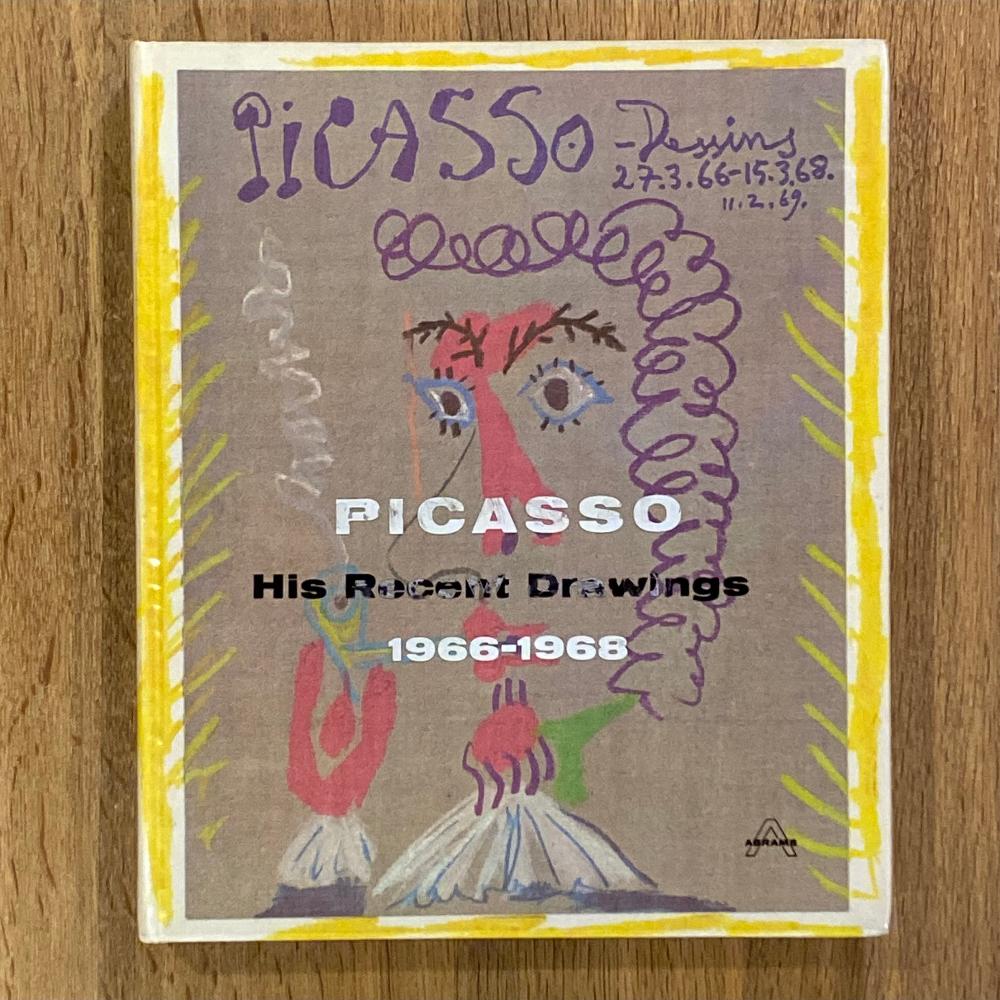 PiCASSO
-Dessins
27.3.66-15.3.68.
11.2.69.
PICASSO
His Recent Drawings
1966-1968
ABRAMS